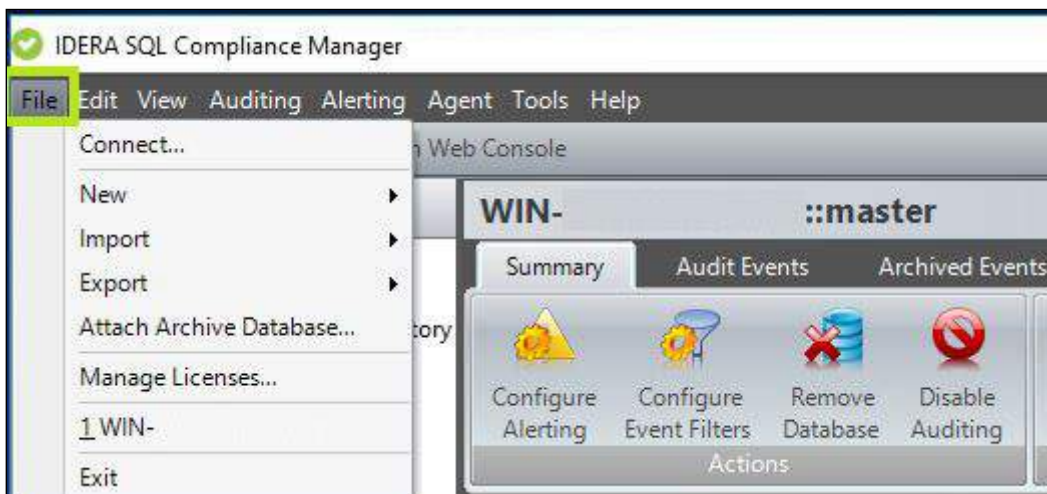 IDERA SQL Compliance Manager
File Edit View Auditing Alerting Agent Tools Help
Connect...
Web Console
New
Import
Export
Attach Archive Database...
Manage Licenses...
1 WIN-
Exit
WIN- ::master
Summary Audit Events Archived Events
Configure Alerting
Configure Event Filters
Remove Database
Disable Auditing
Actions